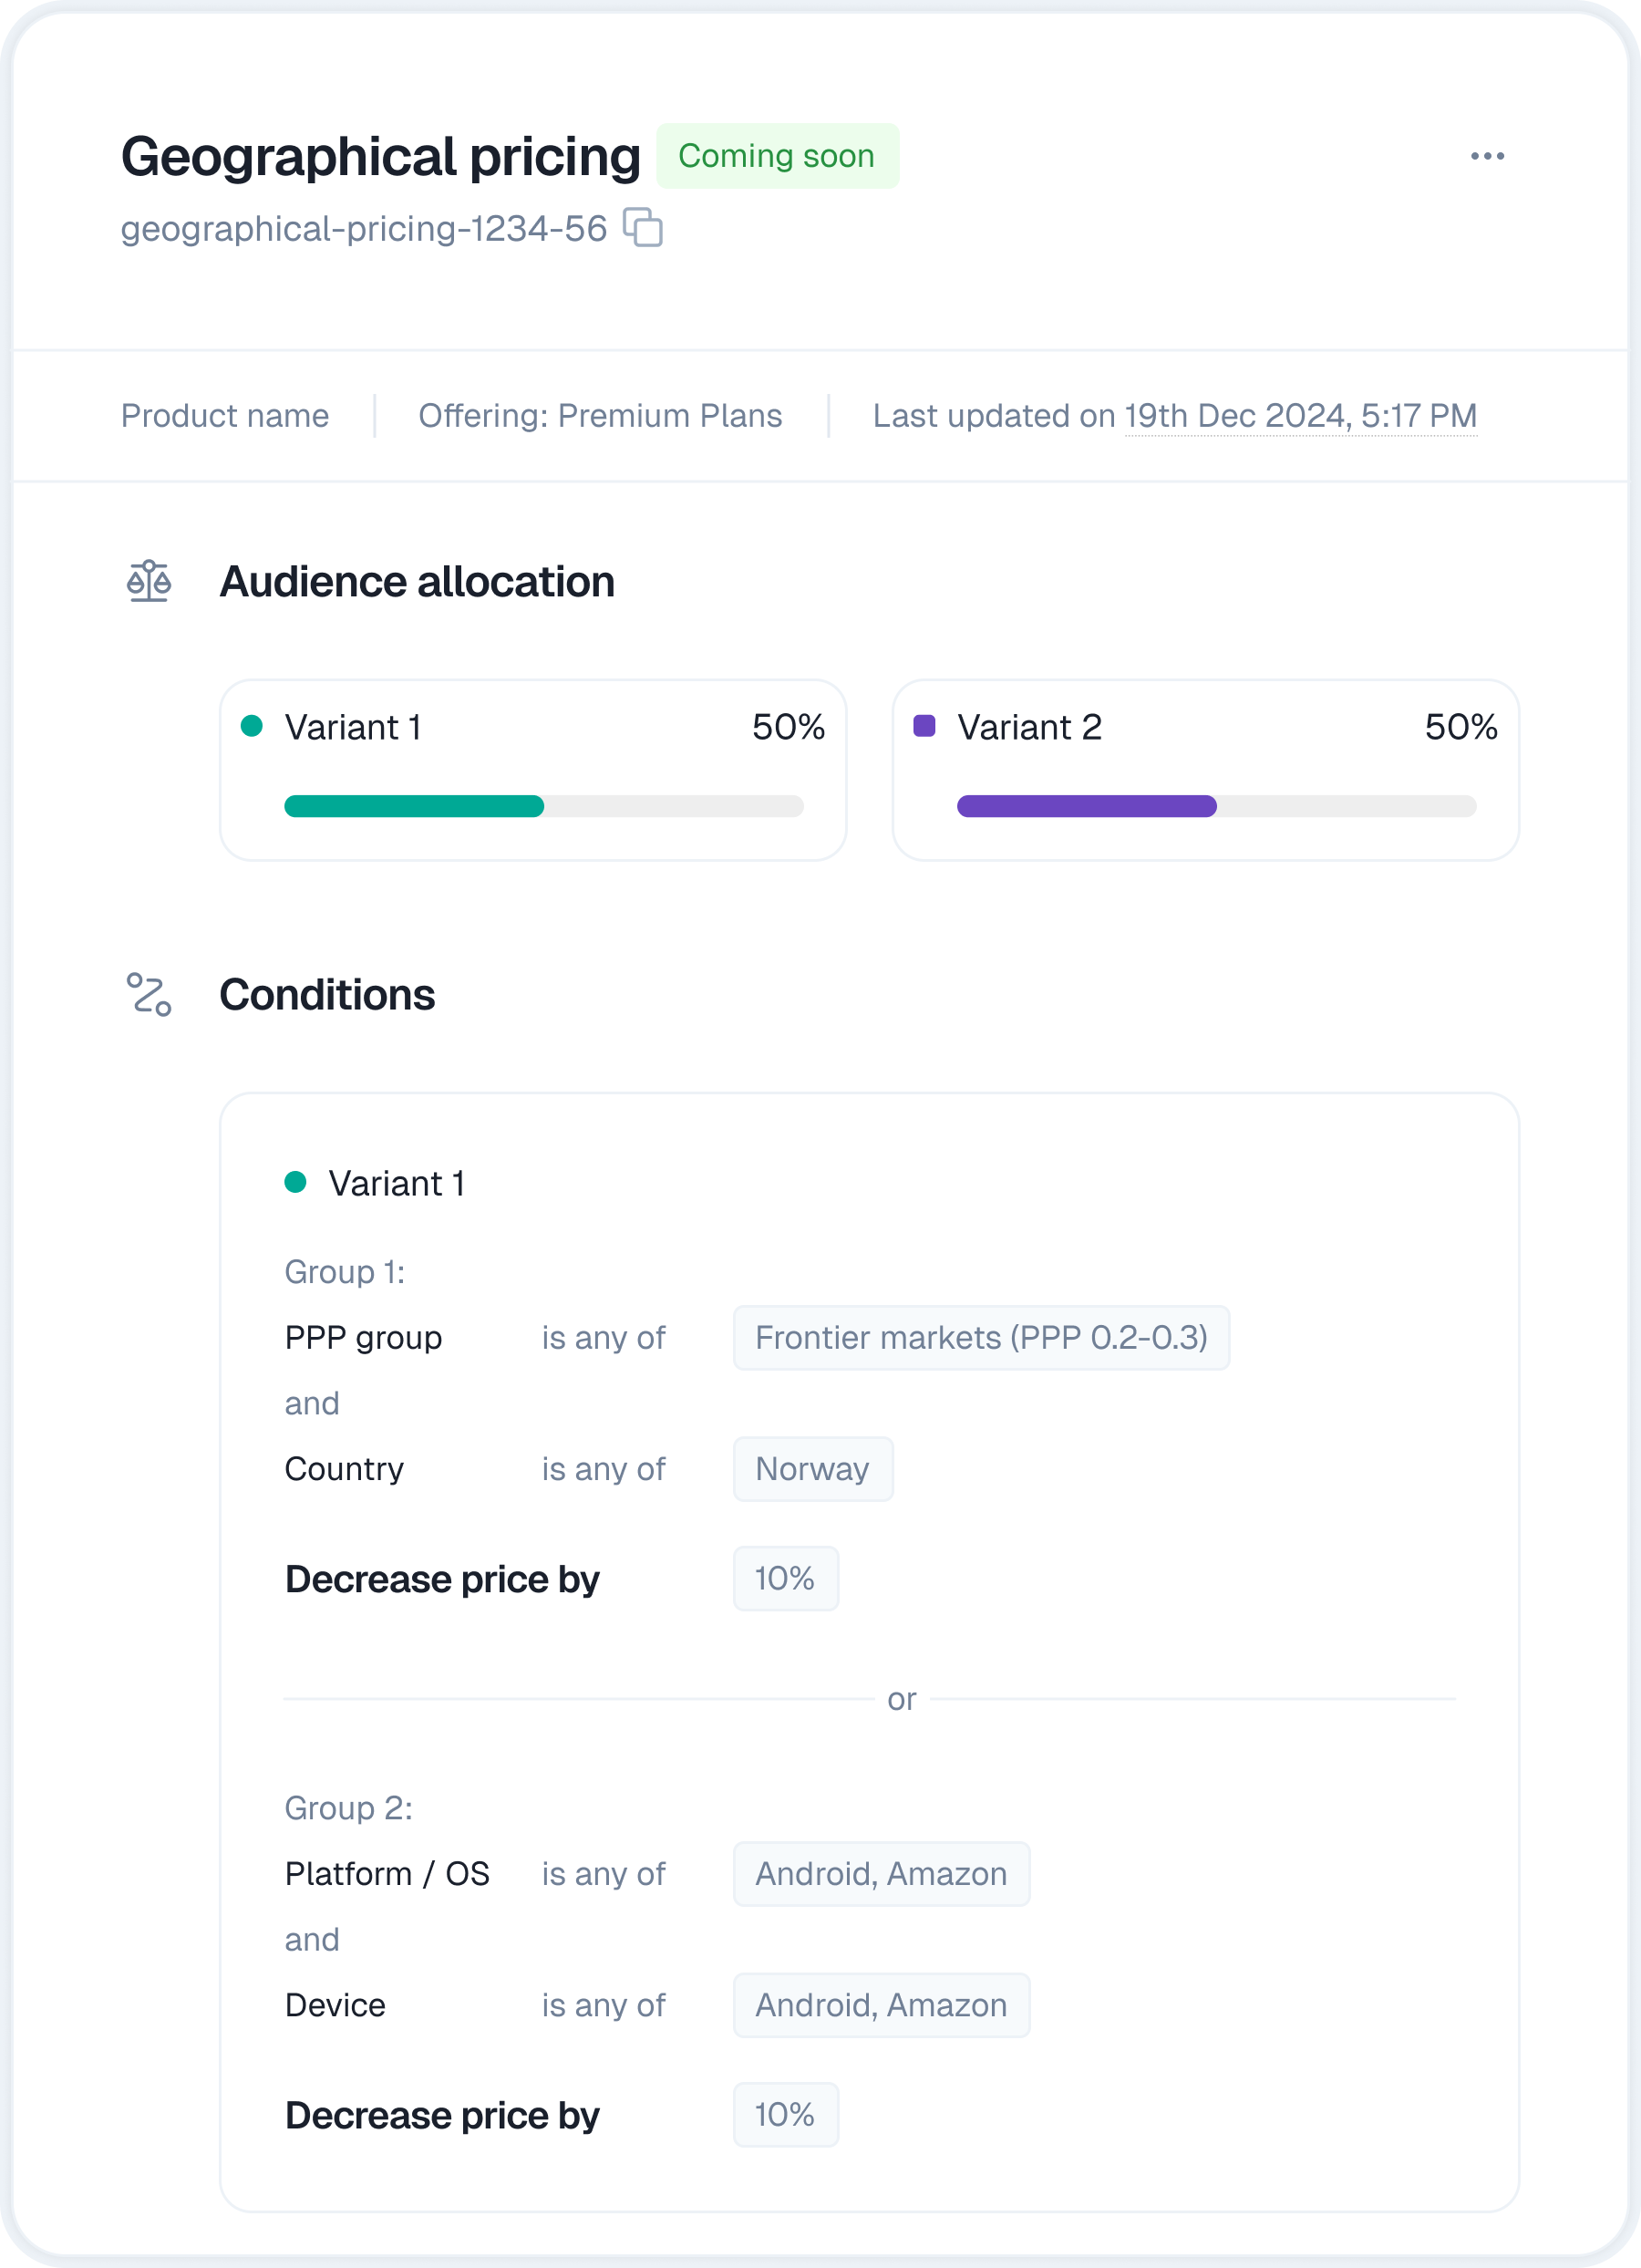 Geographical pricing Coming soon
geographical-pricing-1234-56
Product name Offering: Premium Plans Last updated on 19th Dec 2024, 5:17 PM
Audience allocation
Variant 1 50% Variant 2 50%
Conditions
Variant 1
Group 1:
PPP group is any of Frontier markets (PPP 0.2-0.3)
and
Country is any of Norway
Decrease price by 10%
or
Group 2:
Platform / OS is any of Android, Amazon
and
Device is any of Android, Amazon
Decrease price by 10%